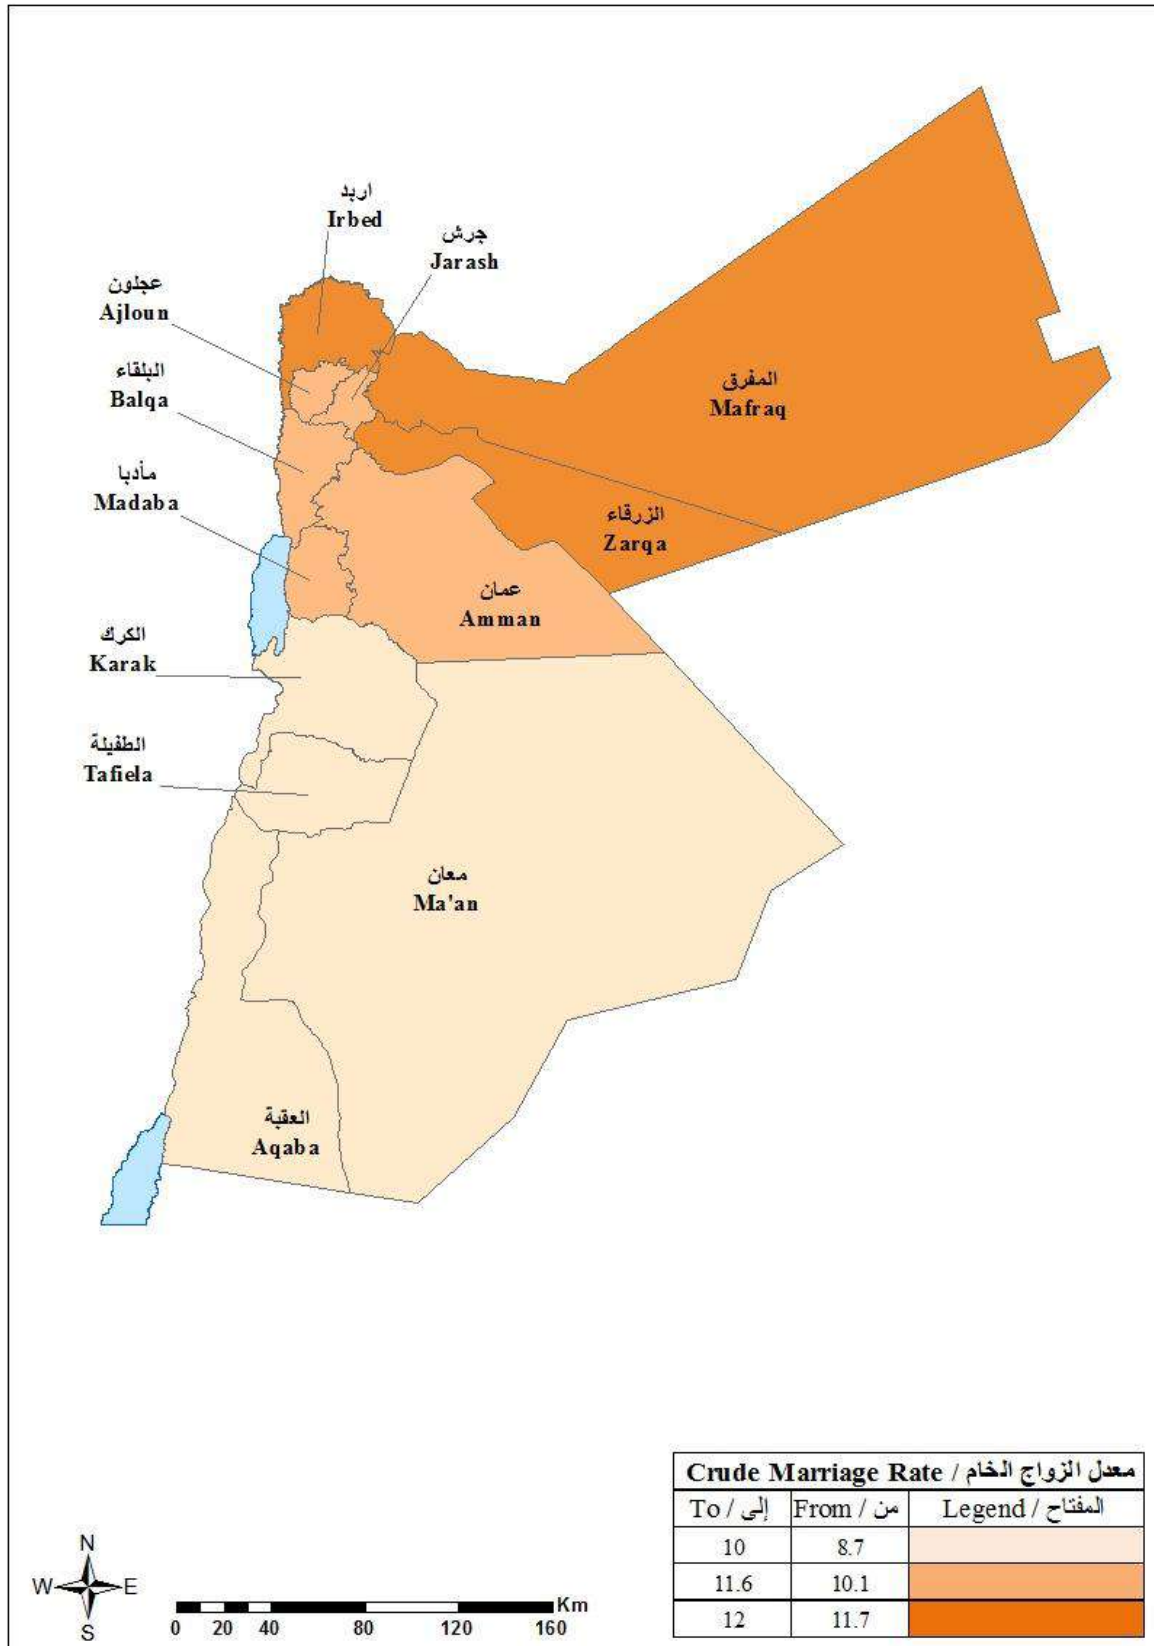 اربد
Irbed
جرش
Jarash
عجلون
Ajloun
البلقاء
Balqa
المفرق
Mafraq
مأدبا
Madaba
الزرقاء
Zarqa
عمان
Amman
الكرك
Karak
الطفيلة
Tafiela
معان
Ma'an
العقبة
Aqaba
Crude Marriage Rate / معدل الزواج الخام
To / إلى From / من Legend / المفتاح
10 8.7
11.6 10.1
12 11.7
N
W E
S
Km
0 20 40 80 120 160